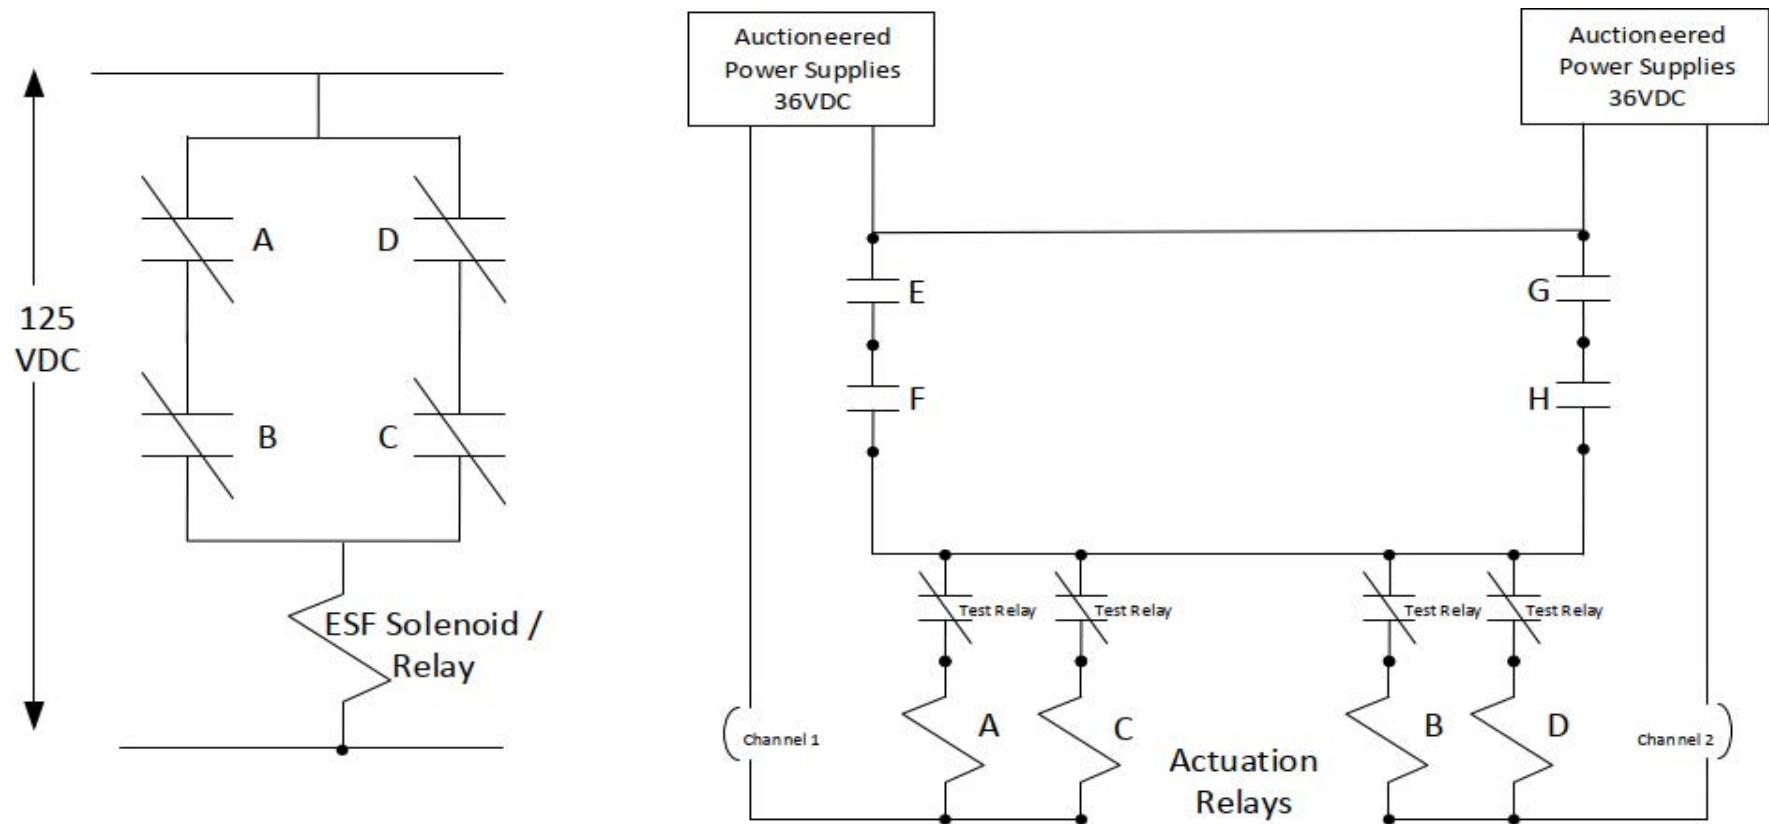 Auctioneered
Power Supplies
36VDC
Auctioneered
Power Supplies
36VDC
125
VDC
A
D
B
C
ESF Solenoid /
Relay
E
G
F
H
Test Relay
Test Relay
Test Relay
Test Relay
A
C
B
D
Channel 1
Channel 2
Actuation
Relays